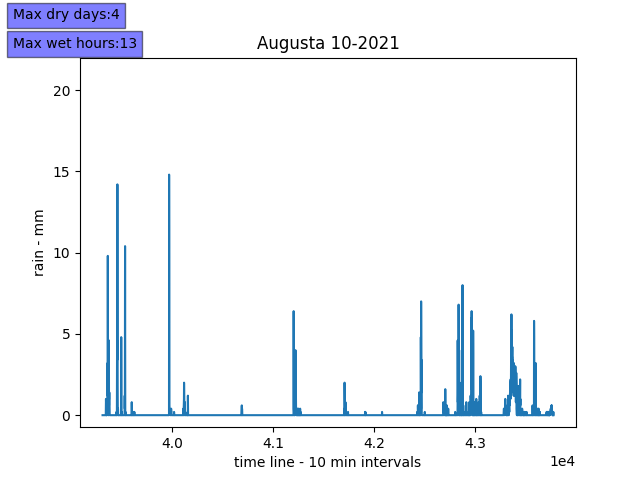 Max dry days:4
Max wet hours:13
Augusta 10-2021
rain - mm
20
15
10
5
0
4.0 4.1 4.2 4.3
1e4
time line - 10 min intervals